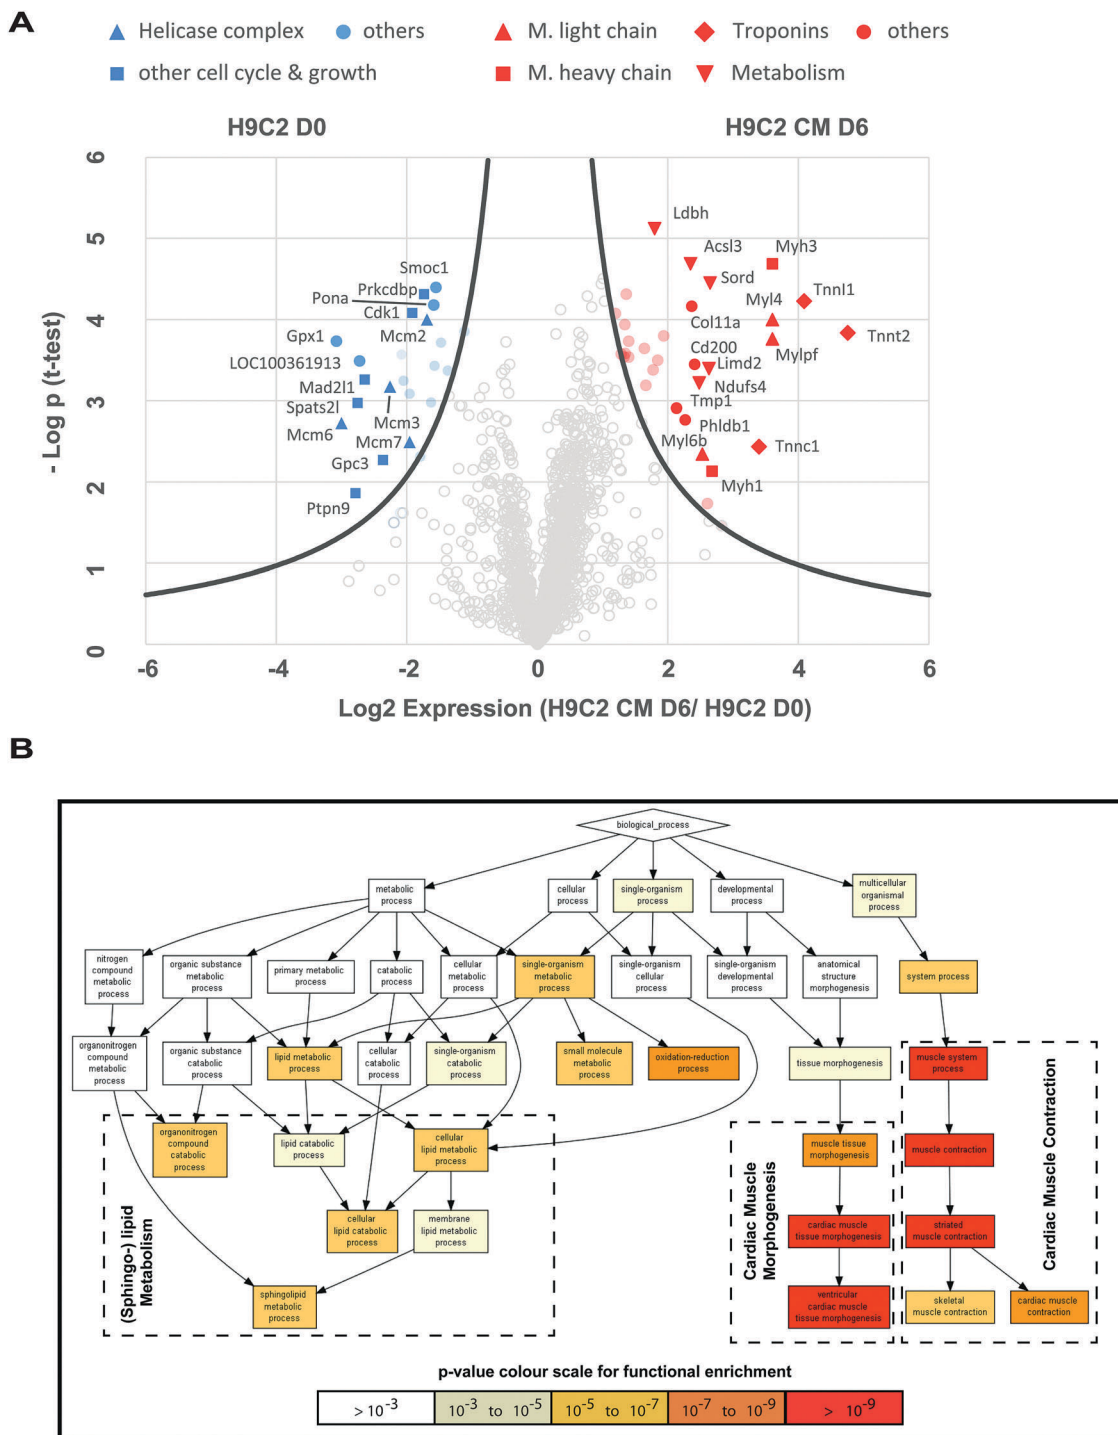 A
Helicase complex
others
M. light chain
Troponins
others
other cell cycle & growth
M. heavy chain
Metabolism
H9C2 D0
H9C2 CM D6
6
5
4
3
2
1
0
- Log p (t-test)
Ldbh
Acsl3
Myh3
Sord
Tnnl1
Myl4
Col11a
Tnnt2
Mylpf
Cd200
Limd2
Ndufs4
Tmp1
Phldb1
Myl6b
Tnnc1
Myh1
Smoc1
Prkcdbp
Pona
Cdk1
Gpx1
Mcm2
LOC100361913
Mad2l1
Spats2l
Mcm3
Mcm6
Mcm7
Gpc3
Ptpn9
-6
-4
-2
0
2
4
6
Log2 Expression (H9C2 CM D6/ H9C2 D0)
B
biological_process
metabolic
process
cellular
process
single-organism
process
developmental
process
multicellular
organismal
process
nitrogen
compound
metabolic
process
organic substance
metabolic
process
primary metabolic
process
catabolic
process
cellular
metabolic
process
single-organism
metabolic
process
single-organism
cellular
process
single-organism
developmental
process
anatomical
structure
morphogenesis
system process
organonitrogen
compound
metabolic
process
organic substance
catabolic
process
lipid metabolic
process
cellular
catabolic
process
single-organism
catabolic
process
small molecule
metabolic
process
oxidation-reduction
process
tissue morphogenesis
muscle system
process
organonitrogen
compound
catabolic
process
lipid catabolic
process
cellular
lipid metabolic
process
muscle tissue
morphogenesis
muscle contraction
cellular
lipid catabolic
process
membrane
lipid metabolic
process
cardiac muscle
tissue morphogenesis
striated
muscle contraction
sphingolipid
metabolic
process
ventricular
cardiac muscle
tissue morphogenesis
skeletal
muscle contraction
cardiac muscle
contraction
(Sphingo-) lipid
Metabolism
Cardiac Muscle
Morphogenesis
Cardiac Muscle Contraction
p-value colour scale for functional enrichment
> 10⁻³
10⁻³ to 10⁻⁵
10⁻⁵ to 10⁻⁷
10⁻⁷ to 10⁻⁹
> 10⁻⁹